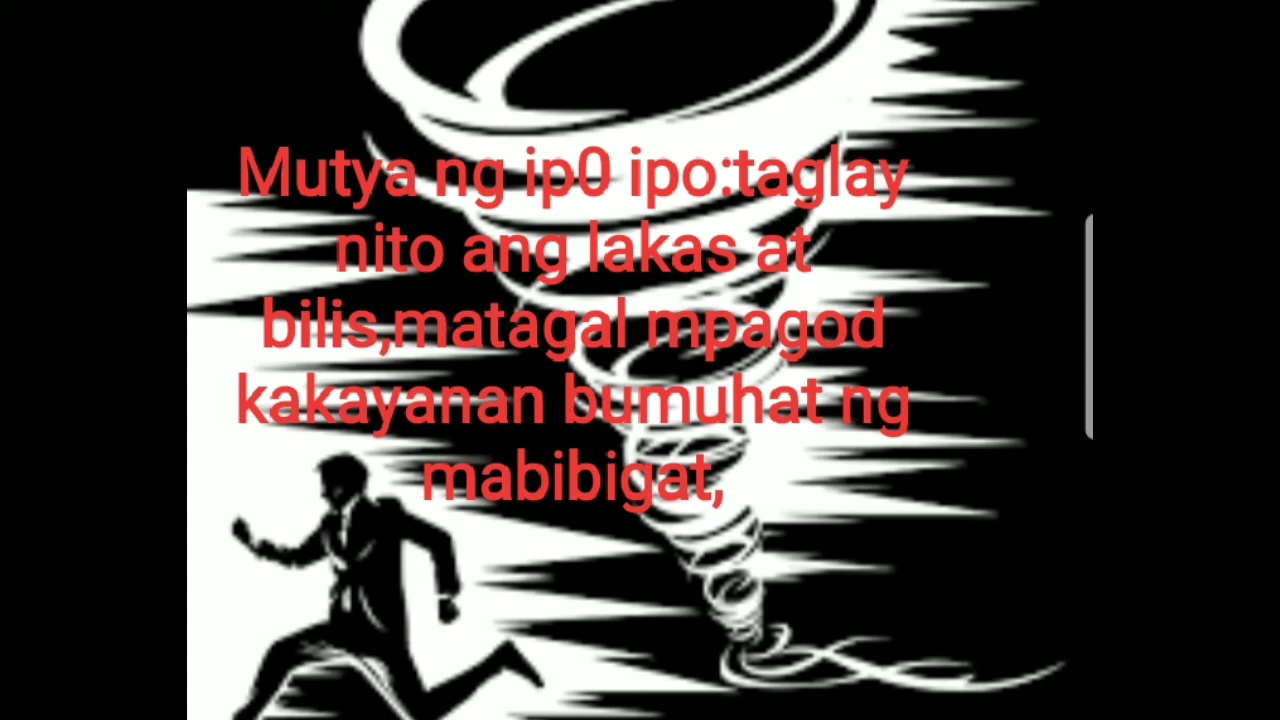 Mutya ng ip0 ipo:taglay
nito ang lakas at
bilis,matagal mpagod
kakayanan bumuhat ng
mabibigat,